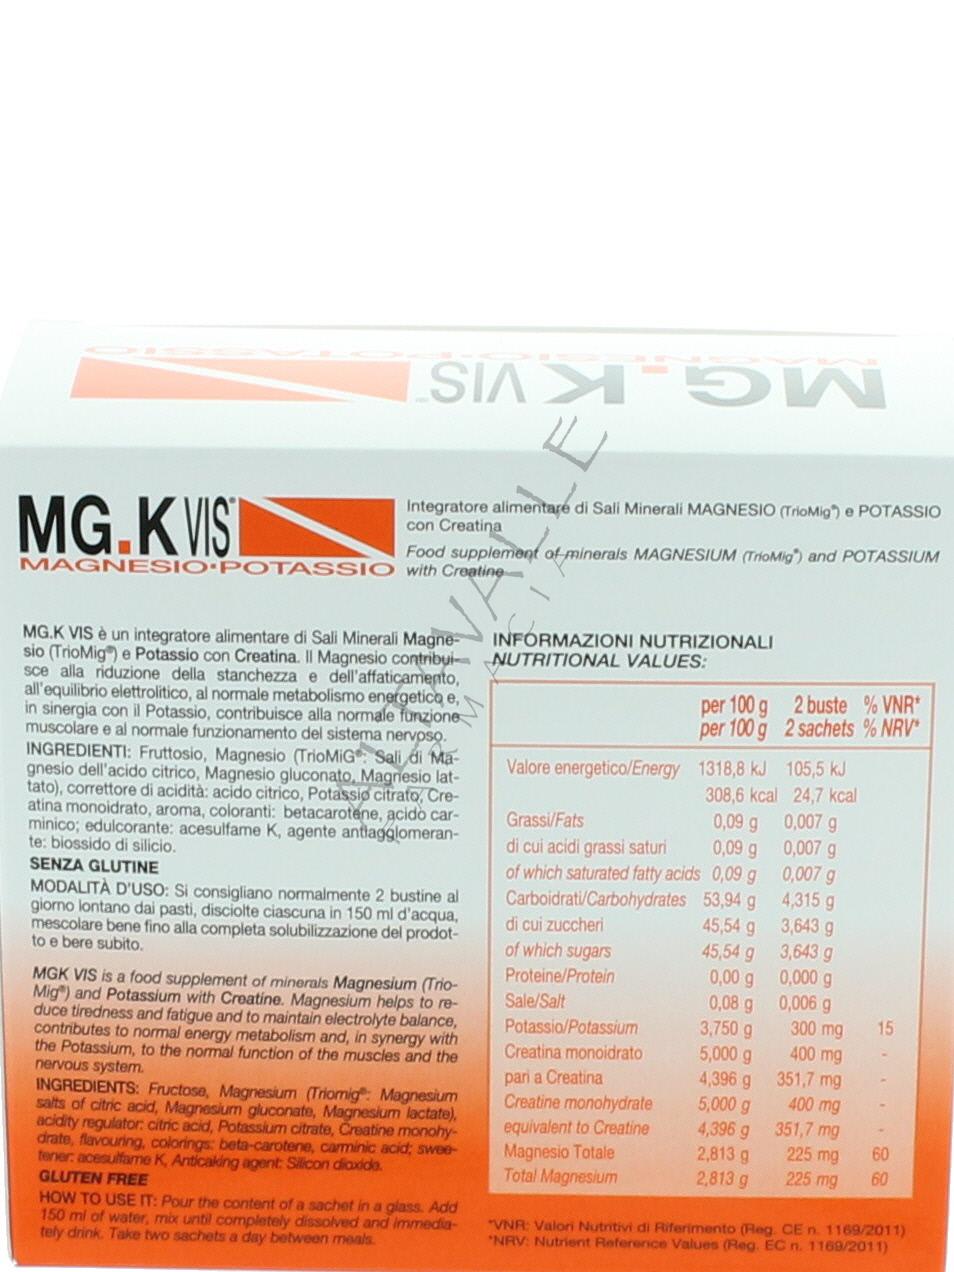 MAGNESIO•POTASSIO
MG.K VIS
MG.K VIS®
MAGNESIO•POTASSIO
Integratore alimentare di Sali Minerali MAGNESIO (TrioMig®) e POTASSIO
con Creatina
Food supplement of minerals MAGNESIUM (TrioMig®) and POTASSIUM
with Creatine
MG.K VIS è un integratore alimentare di Sali Minerali Magne-
sio (TrioMig®) e Potassio con Creatina. Il Magnesio contribui-
sce alla riduzione della stanchezza e dell'affaticamento,
all'equilibrio elettrolitico, al normale metabolismo energetico e,
in sinergia con il Potassio, contribuisce alla normale funzione
muscolare e al normale funzionamento del sistema nervoso.
INGREDIENTI: Fruttosio, Magnesio (TrioMiG®: Sali di Ma-
gnesio dell'acido citrico, Magnesio gluconato, Magnesio lat-
tato), correttore di acidità: acido citrico, Potassio citrato, Cre-
atina monoidrato, aroma, coloranti: betacarotene, acido car-
minico; edulcorante: acesulfame K, agente antiagglomeran-
te: biossido di silicio.
SENZA GLUTINE
MODALITÀ D'USO: Si consigliano normalmente 2 bustine al
giorno lontano dai pasti, disciolte ciascuna in 150 ml d'acqua,
mescolare bene fino alla completa solubilizzazione del prodot-
to e bere subito.
MGK VIS is a food supplement of minerals Magnesium (Trio-
Mig®) and Potassium with Creatine. Magnesium helps to re-
duce tiredness and fatigue and to maintain electrolyte balance,
contributes to normal energy metabolism and, in synergy with
the Potassium, to the normal function of the muscles and the
nervous system.
INGREDIENTS: Fructose, Magnesium (Triomig®: Magnesium
salts of citric acid, Magnesium gluconate, Magnesium lactate),
acidity regulator: citric acid, Potassium citrate, Creatine monohy-
drate, flavouring, colorings: beta-carotene, carminic acid; swee-
tener: acesulfame K, Anticaking agent: Silicon dioxide.
GLUTEN FREE
HOW TO USE IT: Pour the content of a sachet in a glass. Add
150 ml of water, mix until completely dissolved and immedia-
tely drink. Take two sachets a day between meals.
INFORMAZIONI NUTRIZIONALI
NUTRITIONAL VALUES:
per 100 g 2 buste % VNR*
per 100 g 2 sachets % NRV*
Valore energetico/Energy 1318,8 kJ 105,5 kJ
308,6 kcal 24,7 kcal
Grassi/Fats 0,09 g 0,007 g
di cui acidi grassi saturi 0,09 g 0,007 g
of which saturated fatty acids 0,09 g 0,007 g
Carboidrati/Carbohydrates 53,94 g 4,315 g
di cui zuccheri 45,54 g 3,643 g
of which sugars 45,54 g 3,643 g
Proteine/Protein 0,00 g 0,000 g
Sale/Salt 0,08 g 0,006 g
Potassio/Potassium 3,750 g 300 mg 15
Creatina monoidrato 5,000 g 400 mg -
pari a Creatina 4,396 g 351,7 mg -
Creatine monohydrate 5,000 g 400 mg -
equivalent to Creatine 4,396 g 351,7 mg -
Magnesio Totale 2,813 g 225 mg 60
Total Magnesium 2,813 g 225 mg 60
*VNR: Valori Nutritivi di Riferimento (Reg. CE n. 1169/2011)
*NRV: Nutrient Reference Values (Reg. EC n. 1169/2011)
ALTAVALLE
FARMACIA